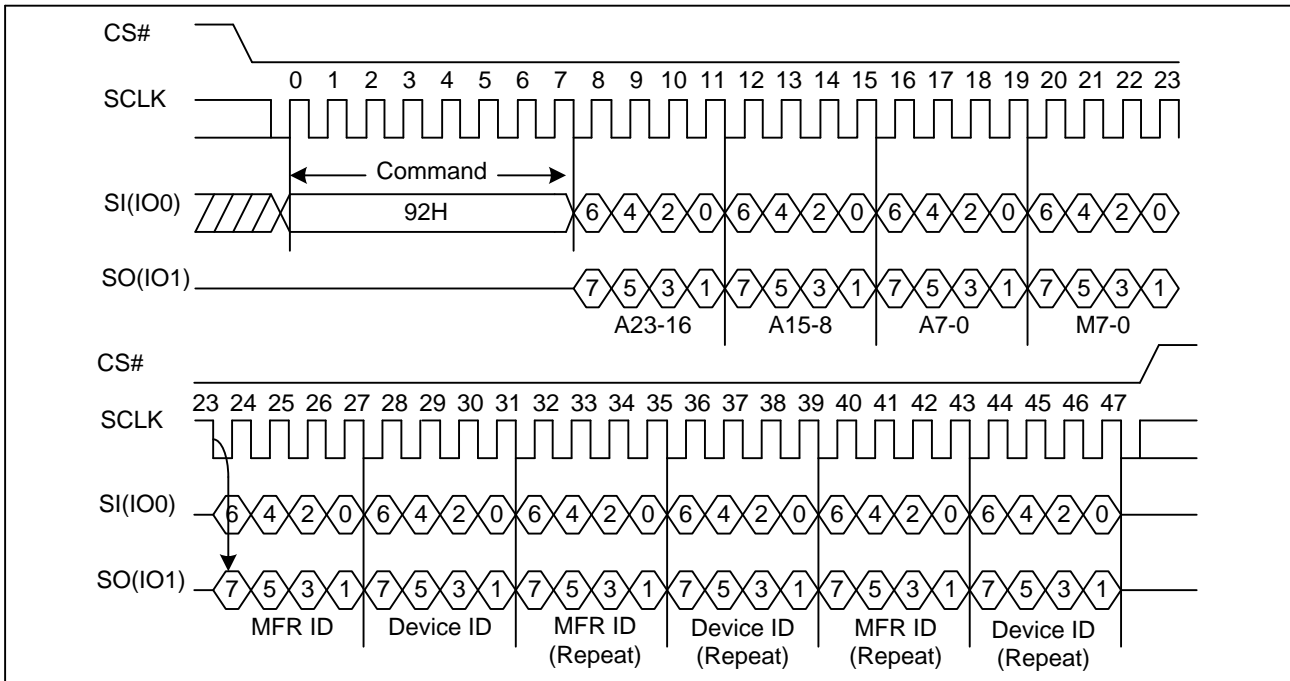 CS#
0 1 2 3 4 5 6 7 8 9 10 11 12 13 14 15 16 17 18 19 20 21 22 23
SCLK
Command
SI(IO0) 92H 6 4 2 0 6 4 2 0 6 4 2 0 6 4 2 0
SO(IO1) 7 5 3 1 7 5 3 1 7 5 3 1 7 5 3 1
A23-16 A15-8 A7-0 M7-0
CS#
23 24 25 26 27 28 29 30 31 32 33 34 35 36 37 38 39 40 41 42 43 44 45 46 47
SCLK
SI(IO0) 6 4 2 0 6 4 2 0 6 4 2 0 6 4 2 0 6 4 2 0 6 4 2 0
SO(IO1) 7 5 3 1 7 5 3 1 7 5 3 1 7 5 3 1 7 5 3 1 7 5 3 1
MFR ID Device ID MFR ID Device ID MFR ID Device ID
(Repeat) (Repeat) (Repeat) (Repeat)